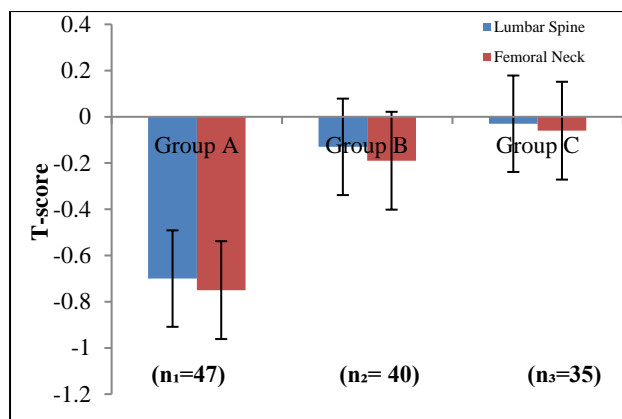 0.4
Lumbar Spine
0.2
Femoral Neck
0
Group A
Group B
Group C
-0.2
-0.4
-0.6
-0.8
-1
-1.2
T-score
(n₁=47)
(n₂= 40)
(n₃=35)